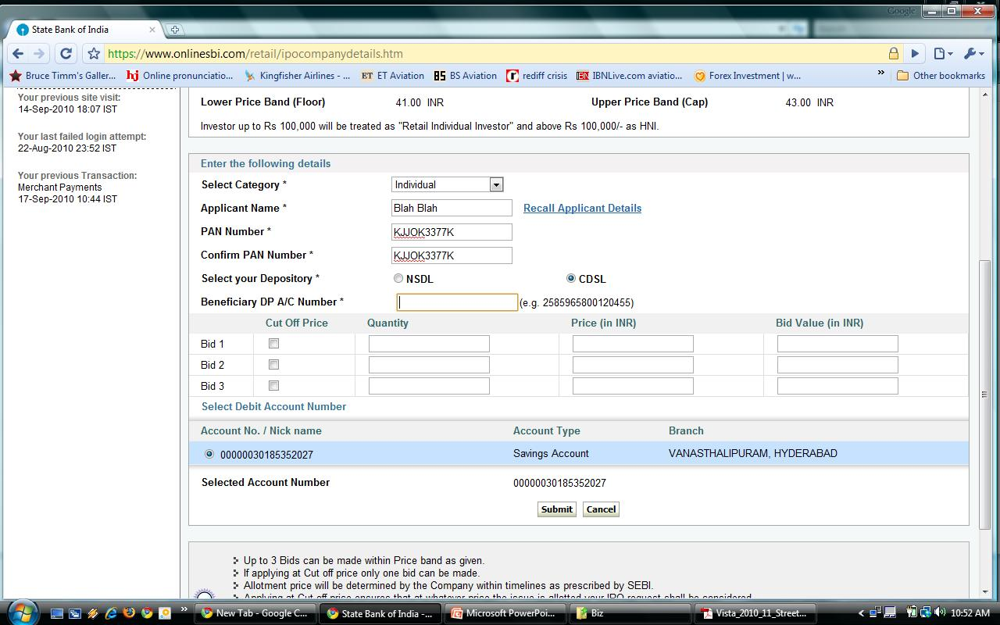 Google
State Bank of India
https://www.onlinesbi.com/retail/ipocompanydetails.htm
Bruce Timm's Galler... Online pronunciatio... Kingfisher Airlines - ... ET ET Aviation 85 BS Aviation rediff crisis IBN IBNLive.com aviatio... Forex Investment | w... » Other bookmarks
Your previous site visit:
14-Sep-2010 18:07 IST
Your last failed login attempt:
22-Aug-2010 23:52 IST
Your previous Transaction:
Merchant Payments
17-Sep-2010 10:44 IST
Lower Price Band (Floor) 41.00 INR Upper Price Band (Cap) 43.00 INR
Investor up to Rs 100,000 will be treated as "Retail Individual Investor" and above Rs 100,000/- as HNI.
Enter the following details
Select Category * Individual
Applicant Name * Blah Blah Recall Applicant Details
PAN Number * KJJOK3377K
Confirm PAN Number * KJJOK3377K
Select your Depository * NSDL CDSL
Beneficiary DP A/C Number * (e.g. 2585965800120455)
Cut Off Price Quantity Price (in INR) Bid Value (in INR)
Bid 1
Bid 2
Bid 3
Select Debit Account Number
Account No. / Nick name Account Type Branch
00000030185352027 Savings Account VANASTHALIPURAM, HYDERABAD
Selected Account Number 00000030185352027
Submit Cancel
Up to 3 Bids can be made within Price band as given.
If applying at Cut off price only one bid can be made.
Allotment price will be determined by the Company within timelines as prescribed by SEBI.
Applying at Cut off price ensures that at whatever price the issue is allotted your IPO request shall be considered.
» New Tab - Google C... State Bank of India -... Microsoft PowerPoi... Biz Vista_2010_11_Street... 10:52 AM